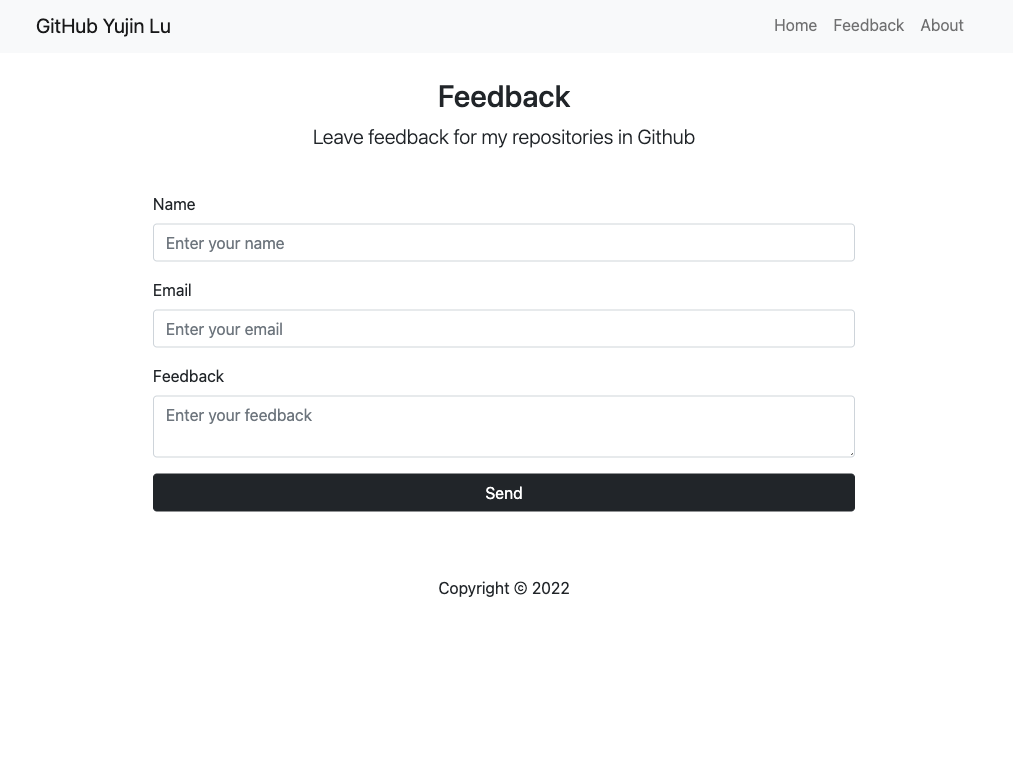 GitHub Yujin Lu
Home Feedback About
Feedback
Leave feedback for my repositories in Github
Name
Enter your name
Email
Enter your email
Feedback
Enter your feedback
Send
Copyright © 2022